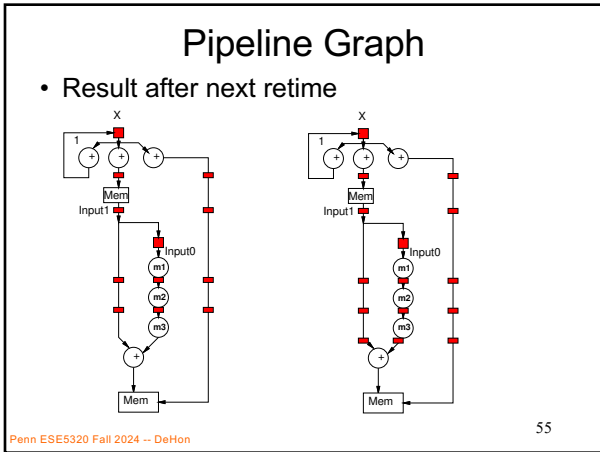 Pipeline Graph
• Result after next retime
X
1
+ + +
Mem
Input1
Input0
m1
m2
m3
+
Mem
X
1
+ + +
Mem
Input1
Input0
m1
m2
m3
+
Mem
Penn ESE5320 Fall 2024 -- DeHon
55